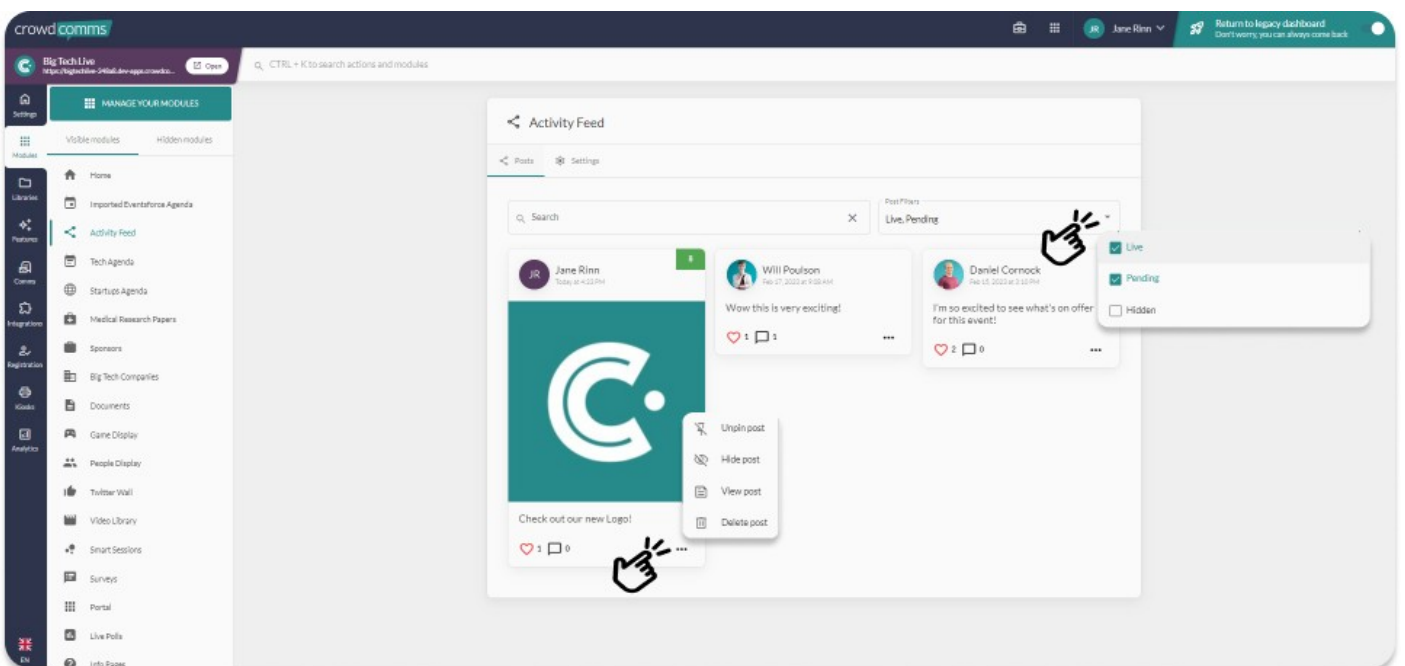 crowdcomms
JR
Jane Rinn
Return to legacy dashboard
Don't worry, you can always come back
Big Tech Live
Open
CTRL + K to search actions and modules
Settings
Modules
Libraries
Features
Comms
Integrations
Registration
Kiosks
Analytics
EN
MANAGE YOUR MODULES
Visible modules
Hidden modules
Home
Imported Eventsforce Agenda
Activity Feed
Tech Agenda
Startups Agenda
Medical Research Papers
Sponsors
Big Tech Companies
Documents
Game Display
People Display
Twitter Wall
Video Library
Smart Sessions
Surveys
Portal
Live Polls
Info Pages
Activity Feed
Posts
Settings
Search
Post Filters
Live, Pending
Live
Pending
Hidden
JR
Jane Rinn
Today at 4:23 PM
Check out our new Logo!
1
0
Unpin post
Hide post
View post
Delete post
Will Poulson
Wow this is very exciting!
1
1
Daniel Cornock
I'm so excited to see what's on offer
for this event!
2
0